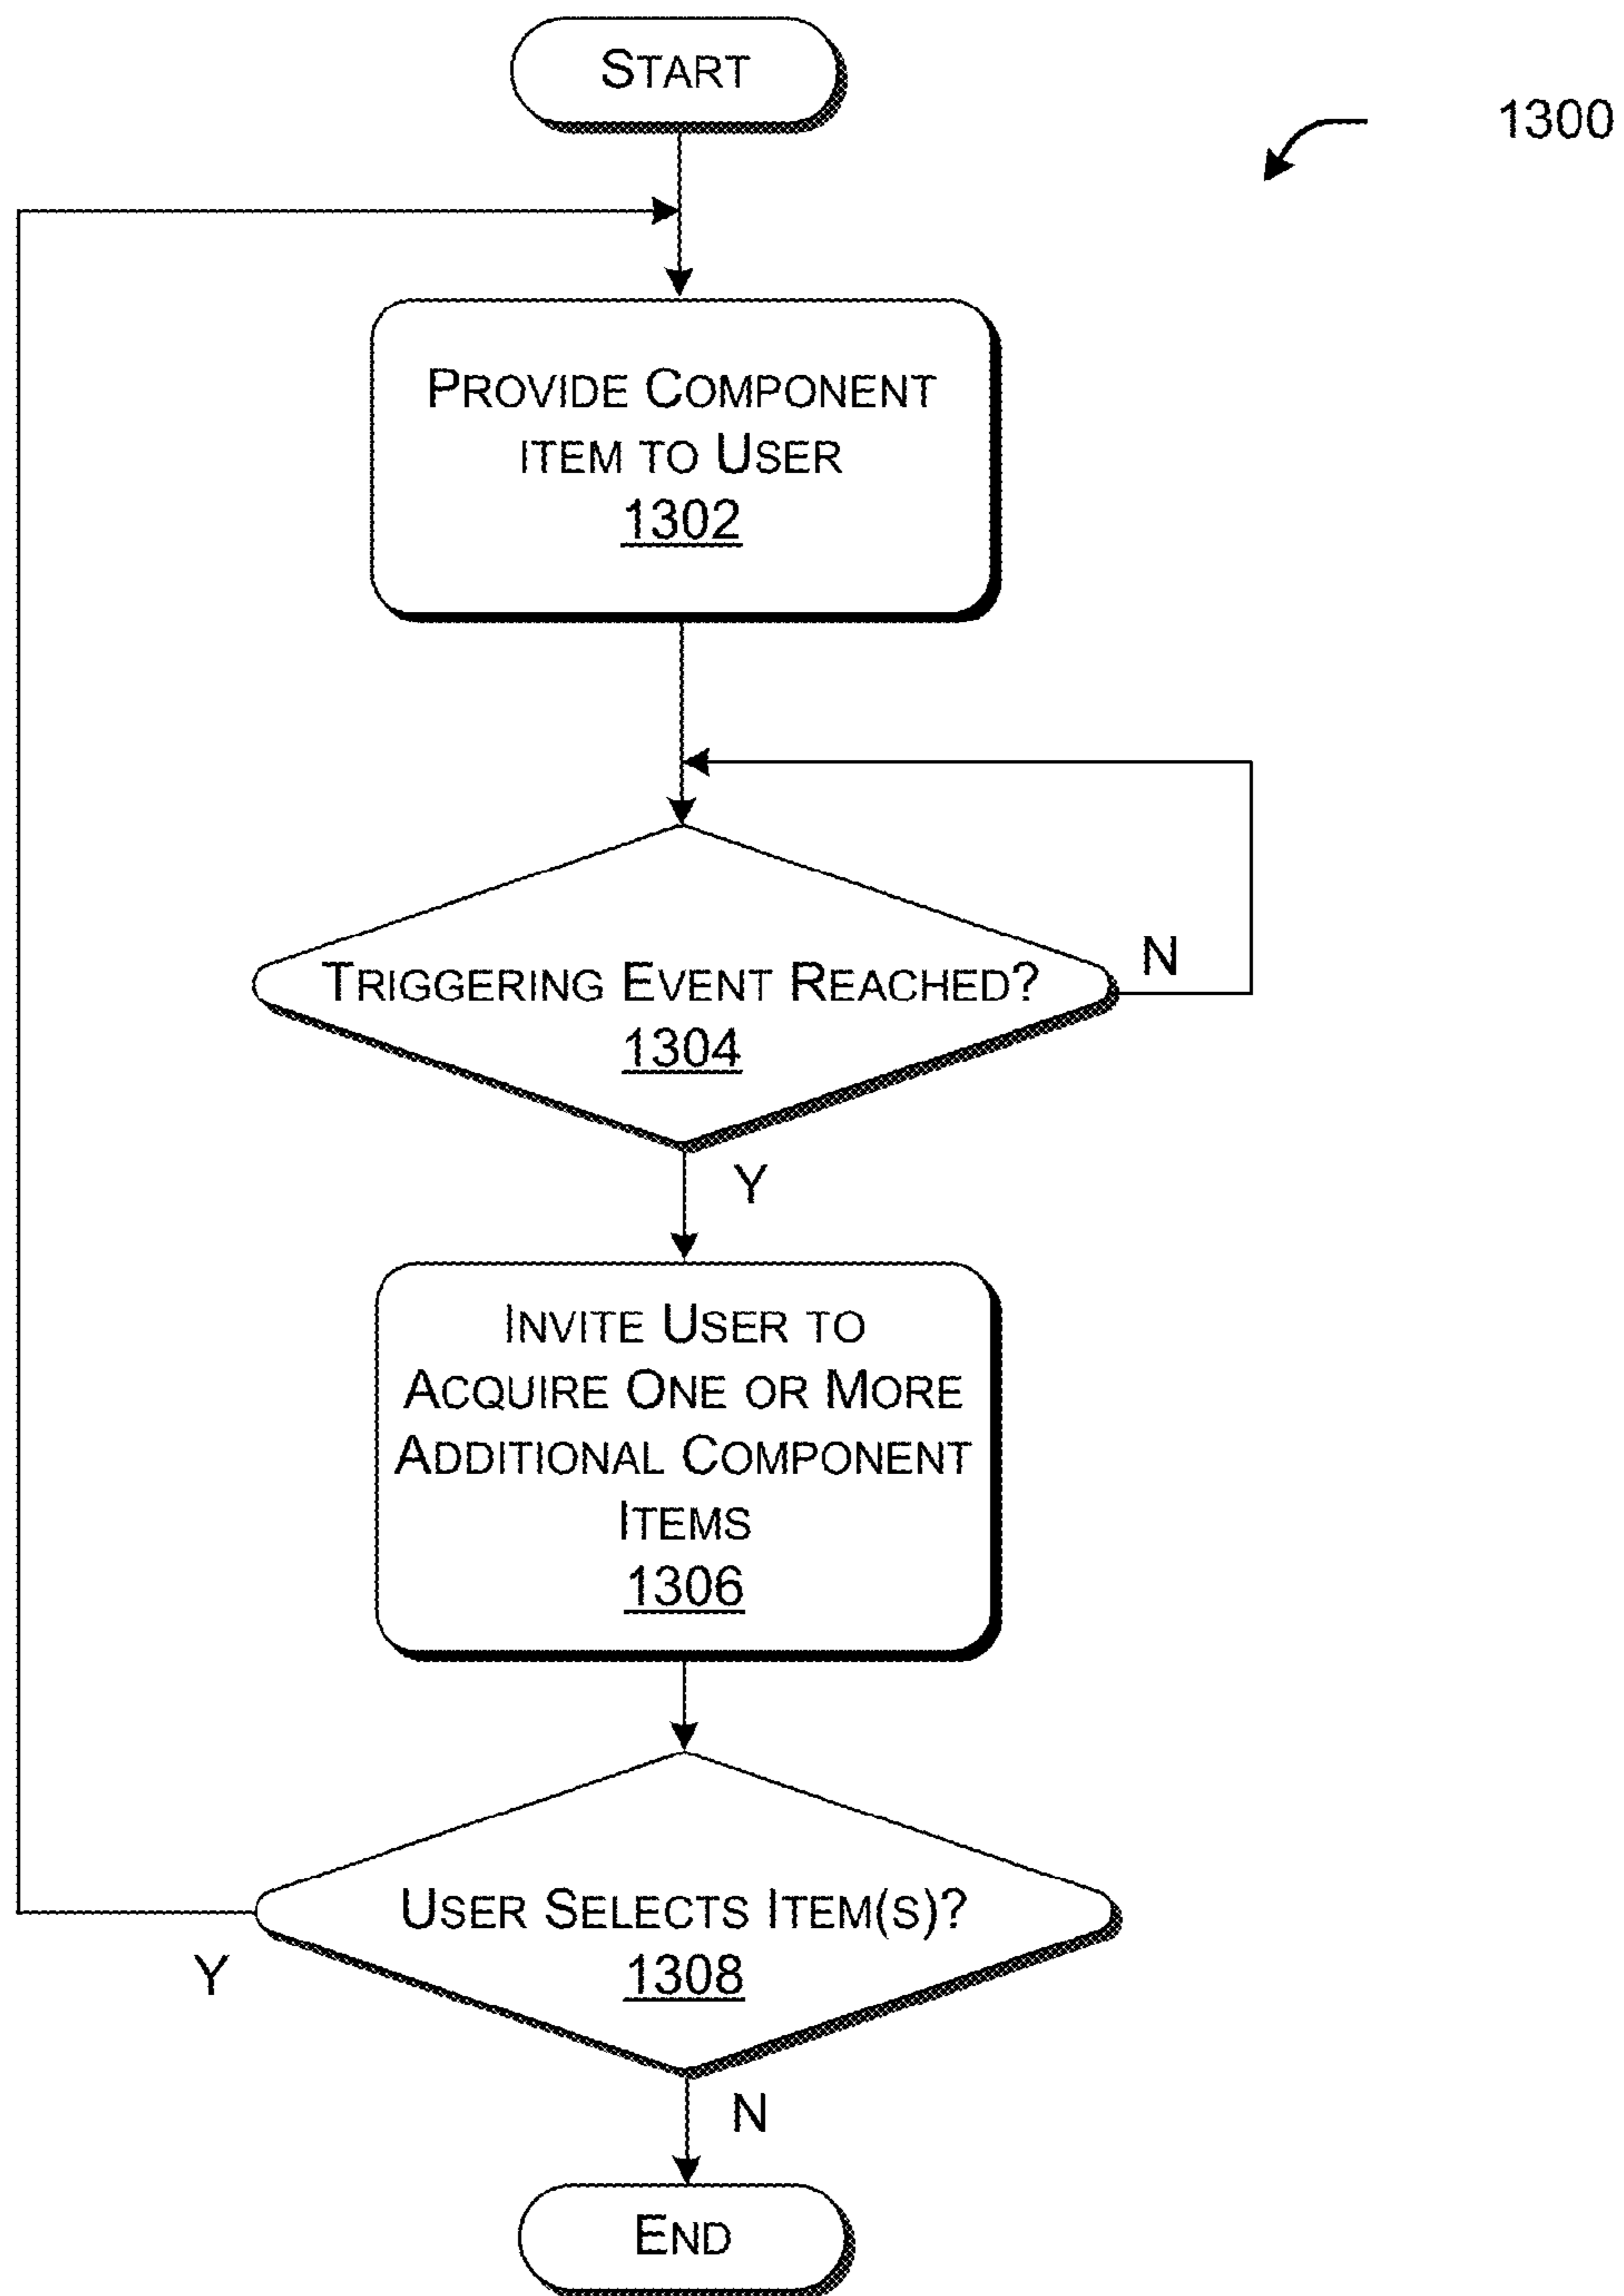 START
1300
PROVIDE COMPONENT
ITEM TO USER
1302
TRIGGERING EVENT REACHED?
1304
N
Y
INVITE USER TO
ACQUIRE ONE OR MORE
ADDITIONAL COMPONENT
ITEMS
1306
USER SELECTS ITEM(S)?
1308
Y
N
END